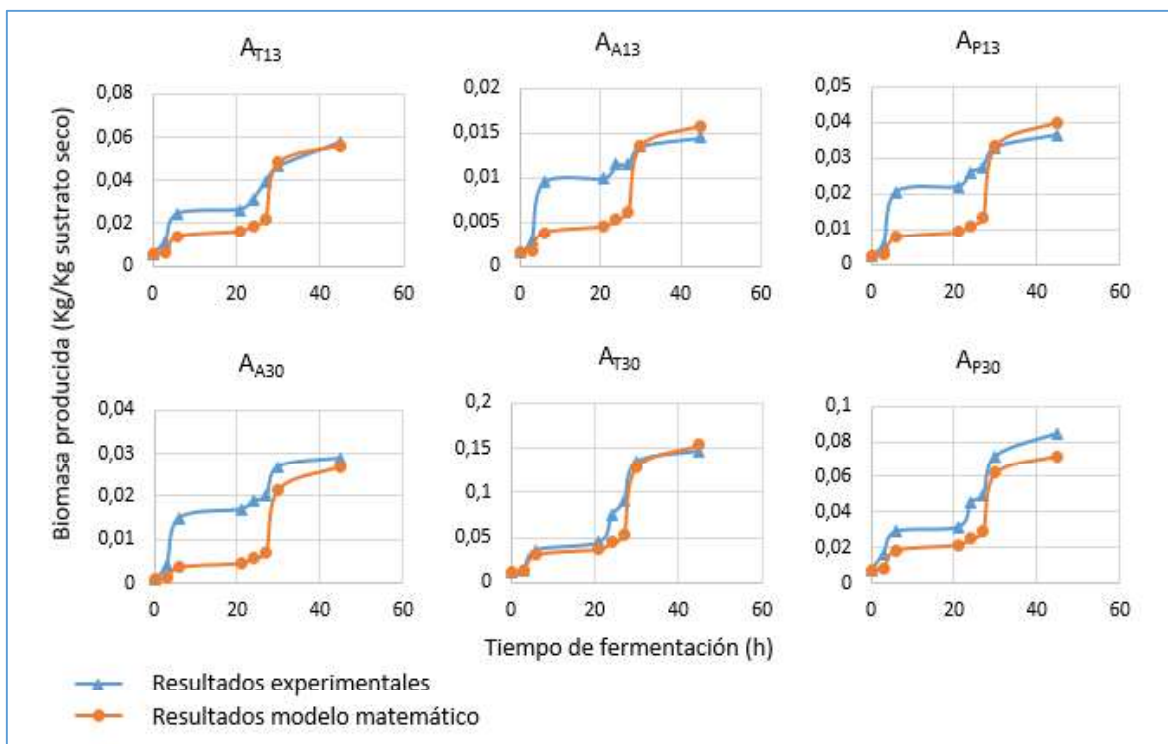 A_T13
0,08
0,06
0,04
0,02
0
0 20 40 60
A_A13
0,02
0,015
0,01
0,005
0
0 20 40 60
A_P13
0,05
0,04
0,03
0,02
0,01
0
0 20 40 60
Biomasa producida (Kg/Kg sustrato seco)
A_A30
0,04
0,03
0,02
0,01
0
0 20 40 60
A_T30
0,2
0,15
0,1
0,05
0
0 20 40 60
A_P30
0,1
0,08
0,06
0,04
0,02
0
0 20 40 60
Tiempo de fermentación (h)
Resultados experimentales
Resultados modelo matemático